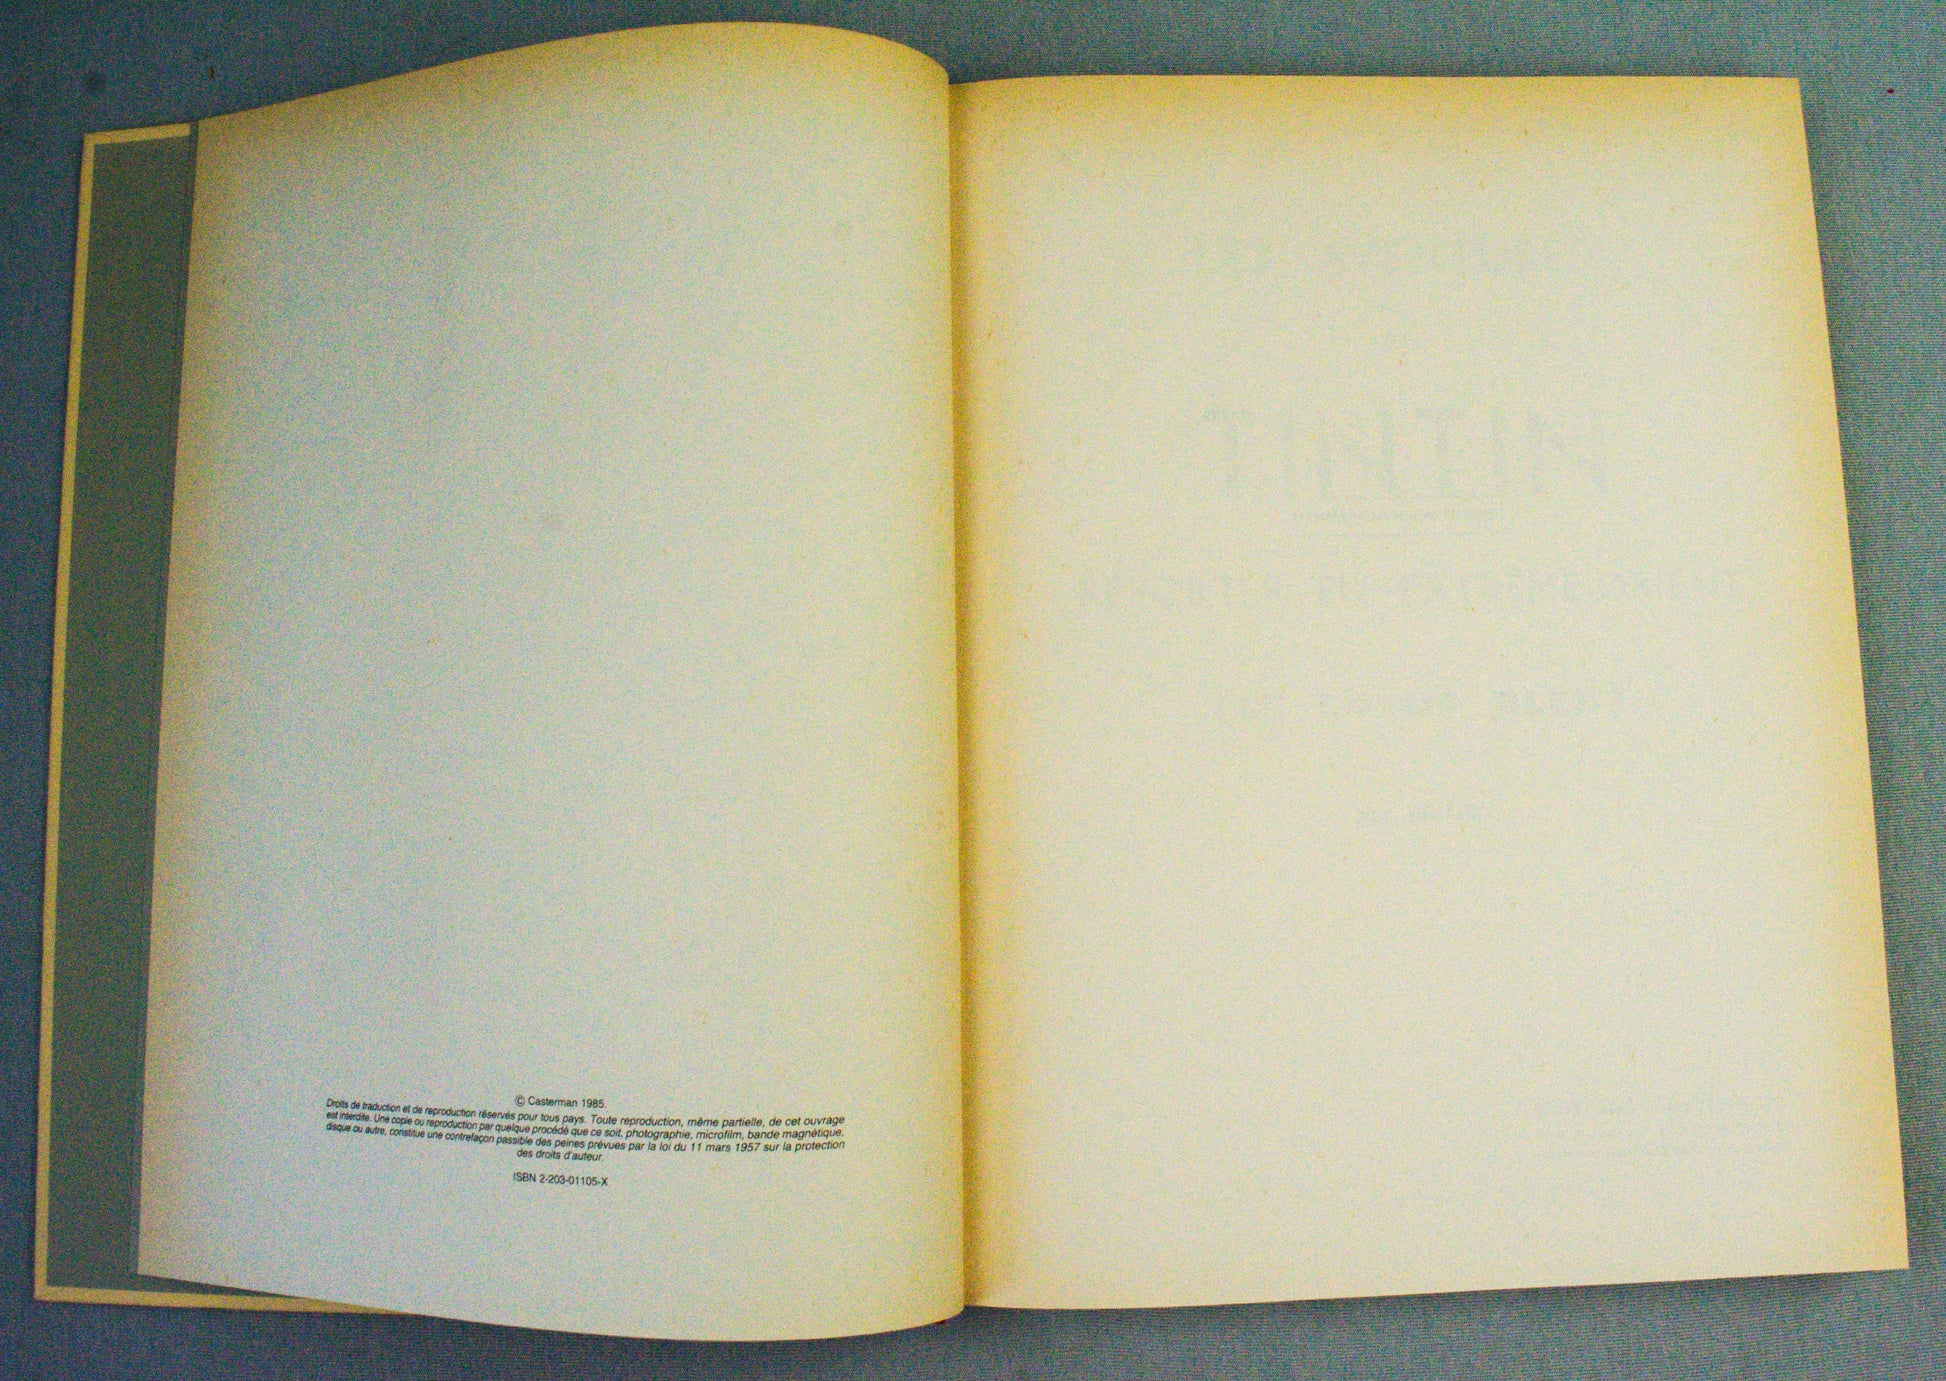 © Casterman 1985.
Droits de traduction et de reproduction réservés pour tous pays. Toute reproduction, même partielle, de cet ouvrage
est interdite. Une copie ou reproduction par quelque procédé que ce soit, photographie, microfilm, bande magnétique,
disque ou autre, constitue une contrefaçon passible des peines prévues par la loi du 11 mars 1957 sur la protection
des droits d'auteur.
ISBN 2-203-01105-X